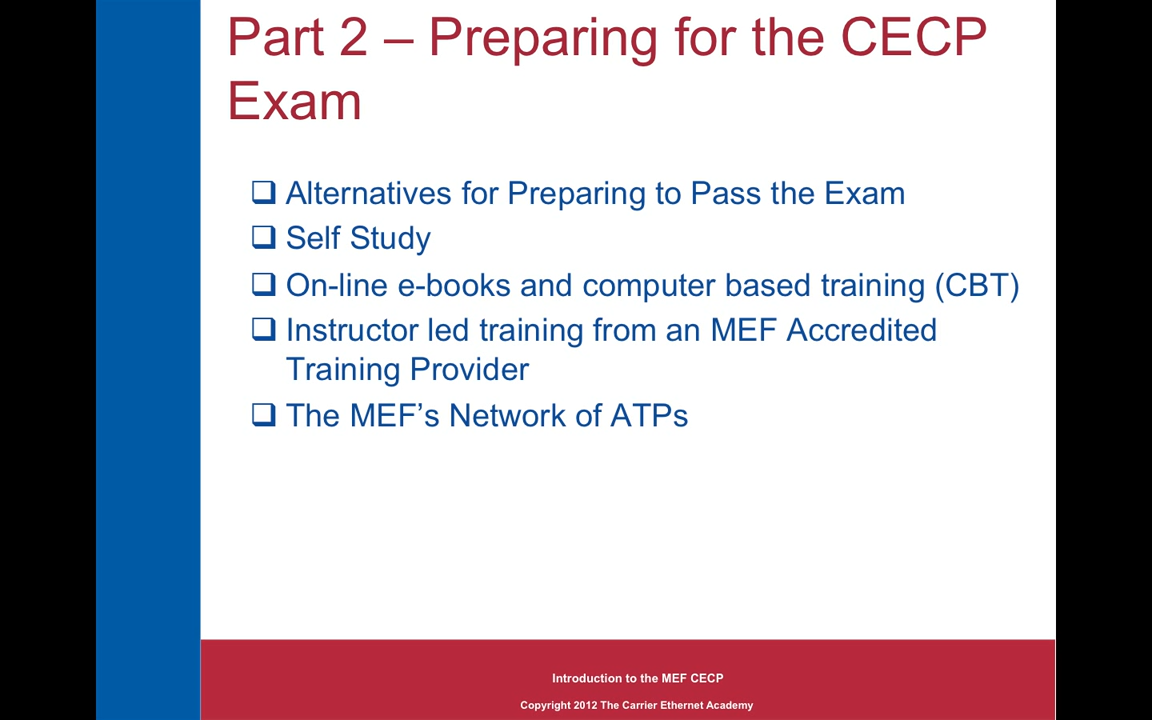 Part 2 – Preparing for the CECP
Exam
❑ Alternatives for Preparing to Pass the Exam
❑ Self Study
❑ On-line e-books and computer based training (CBT)
❑ Instructor led training from an MEF Accredited
Training Provider
❑ The MEF’s Network of ATPs
Introduction to the MEF CECP
Copyright 2012 The Carrier Ethernet Academy